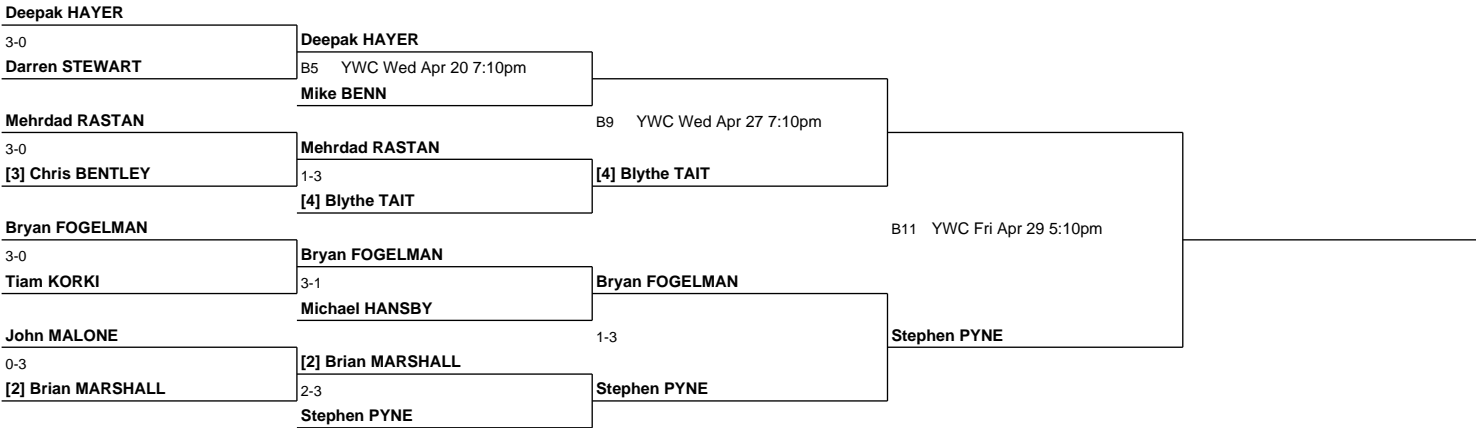 Deepak HAYER
3-0
Darren STEWART
Mehrdad RASTAN
3-0
[3] Chris BENTLEY
Bryan FOGELMAN
3-0
Tiam KORKI
John MALONE
0-3
[2] Brian MARSHALL
Deepak HAYER
B5 YWC Wed Apr 20 7:10pm
Mike BENN
Mehrdad RASTAN
1-3
[4] Blythe TAIT
Bryan FOGELMAN
3-1
Michael HANSBY
[2] Brian MARSHALL
2-3
Stephen PYNE
B9 YWC Wed Apr 27 7:10pm
[4] Blythe TAIT
Bryan FOGELMAN
1-3
Stephen PYNE
B11 YWC Fri Apr 29 5:10pm
Stephen PYNE